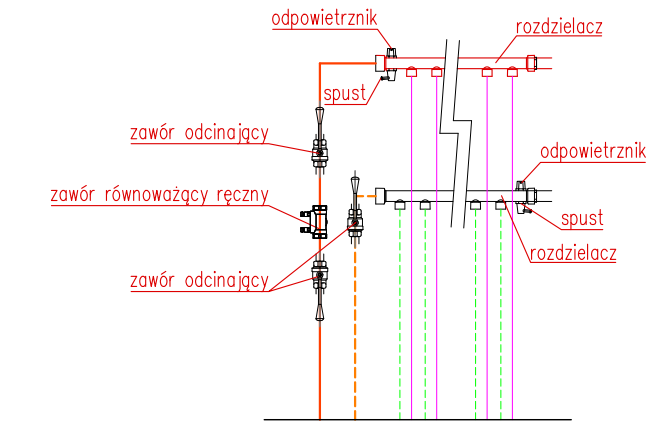 odpowietrznik
rozdzielacz
spust
zawór odcinający
odpowietrznik
zawór równoważący ręczny
spust
rozdzielacz
zawór odcinający